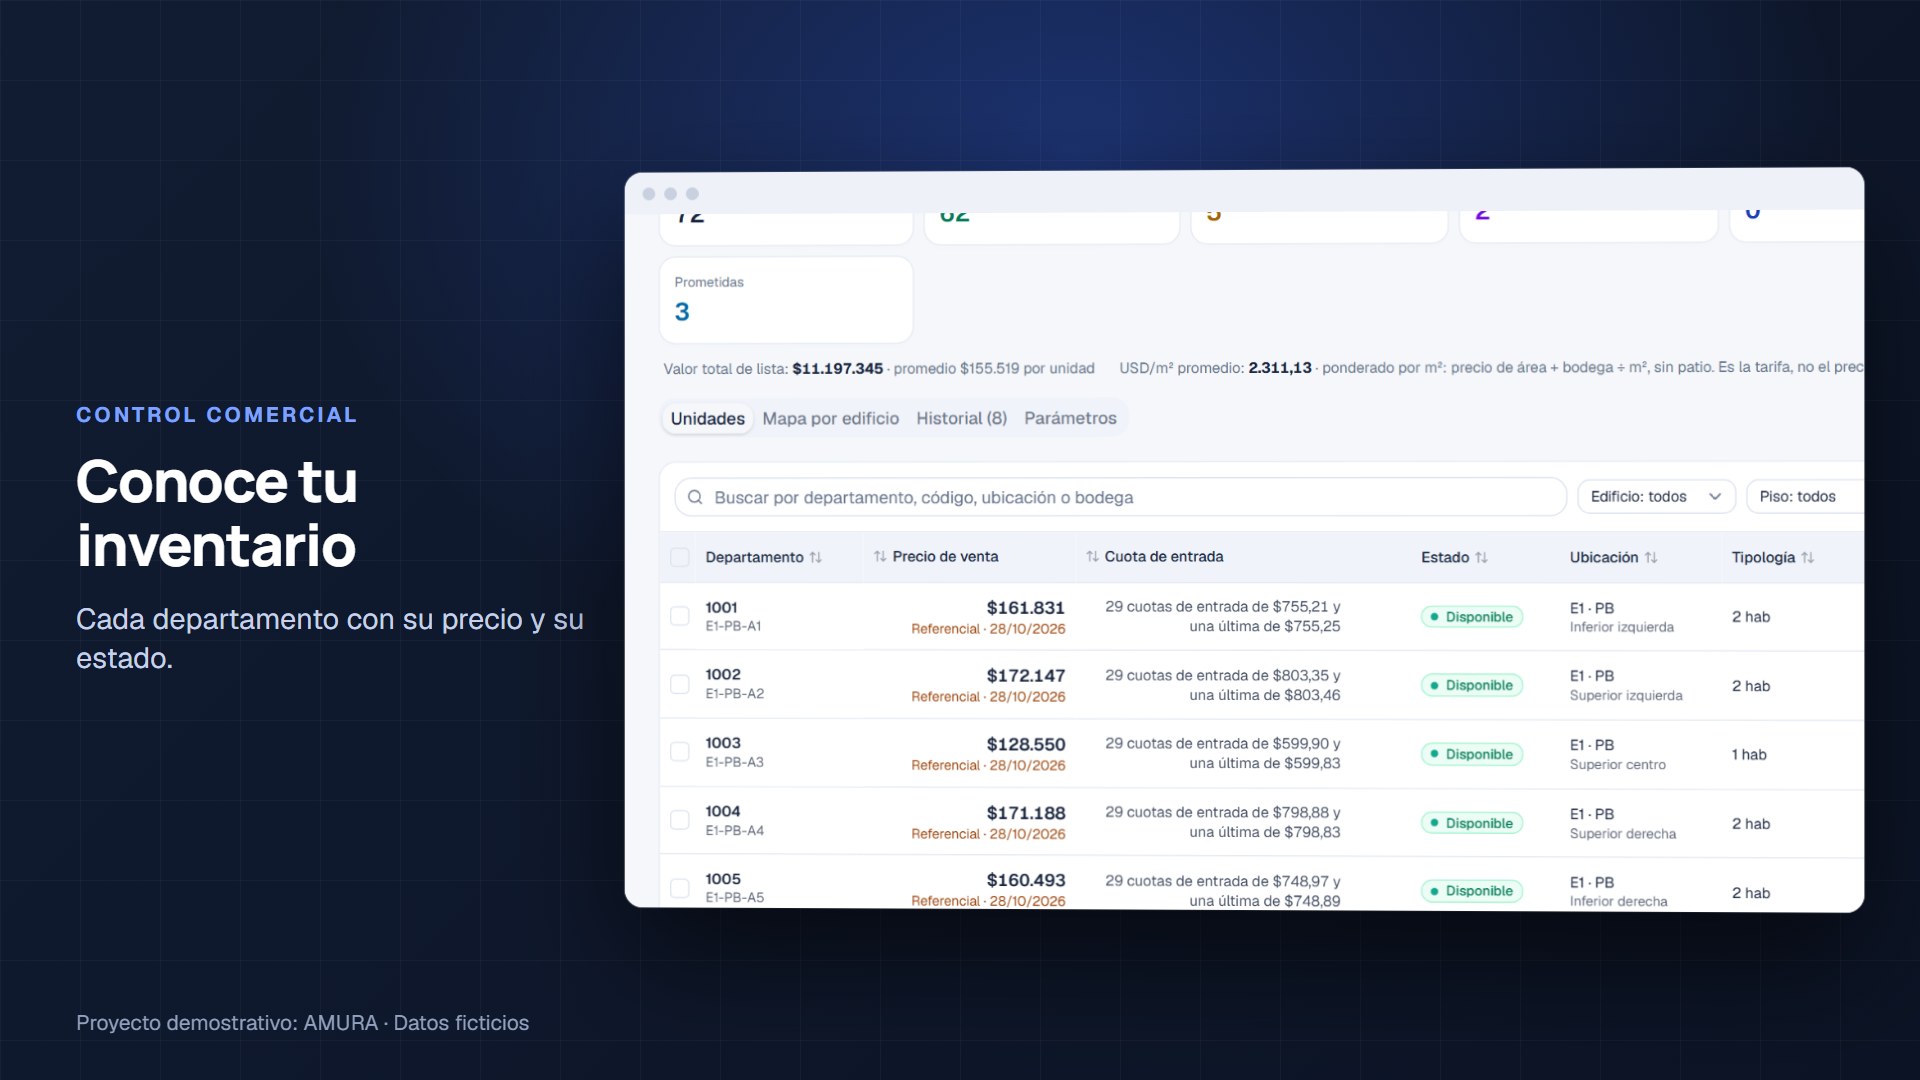 CONTROL COMERCIAL
Conoce tu
inventario
Cada departamento con su precio y su
estado.
Proyecto demostrativo: AMURA · Datos ficticios
72 62 5 2 0
Prometidas
3
Valor total de lista: $11.197.345 · promedio $155.519 por unidad USD/m² promedio: 2.311,13 · ponderado por m²: precio de área + bodega ÷ m², sin patio. Es la tarifa, no el prec
Unidades Mapa por edificio Historial (8) Parámetros
Buscar por departamento, código, ubicación o bodega Edificio: todos Piso: todos
Departamento Precio de venta Cuota de entrada Estado Ubicación Tipología
1001 $161.831 29 cuotas de entrada de $755,21 y Disponible E1 · PB 2 hab
E1-PB-A1 Referencial · 28/10/2026 una última de $755,25 Inferior izquierda
1002 $172.147 29 cuotas de entrada de $803,35 y Disponible E1 · PB 2 hab
E1-PB-A2 Referencial · 28/10/2026 una última de $803,46 Superior izquierda
1003 $128.550 29 cuotas de entrada de $599,90 y Disponible E1 · PB 1 hab
E1-PB-A3 Referencial · 28/10/2026 una última de $599,83 Superior centro
1004 $171.188 29 cuotas de entrada de $798,88 y Disponible E1 · PB 2 hab
E1-PB-A4 Referencial · 28/10/2026 una última de $798,83 Superior derecha
1005 $160.493 29 cuotas de entrada de $748,97 y Disponible E1 · PB 2 hab
E1-PB-A5 Referencial · 28/10/2026 una última de $748,89 Inferior derecha